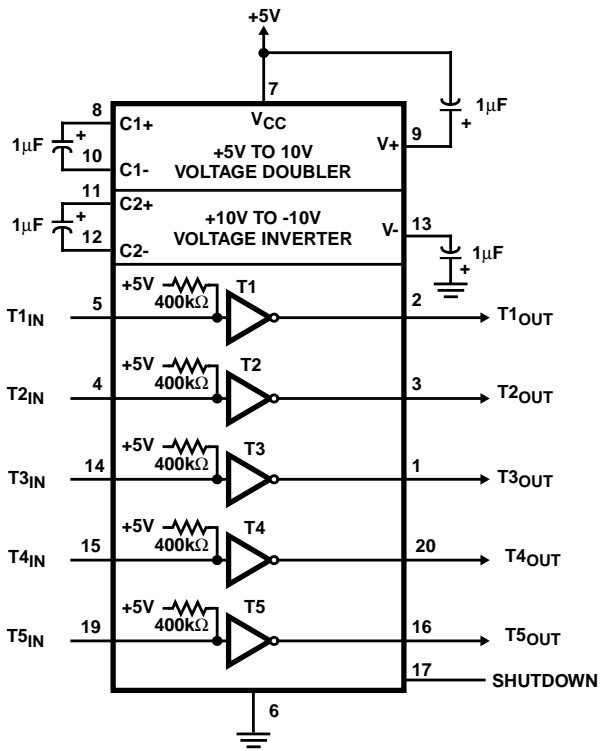 +5V
7
8
C1+
VCC
1µF
+
1µF
+
9
V+
10
C1-
+5V TO 10V
VOLTAGE DOUBLER
11
C2+
1µF
+
12
C2-
+10V TO -10V
VOLTAGE INVERTER
V-
13
1µF
+
+5V
400kΩ
T1
T1IN
5
2
T1OUT
+5V
400kΩ
T2
T2IN
4
3
T2OUT
+5V
400kΩ
T3
T3IN
14
1
T3OUT
+5V
400kΩ
T4
T4IN
15
20
T4OUT
+5V
400kΩ
T5
T5IN
19
16
T5OUT
17
SHUTDOWN
6